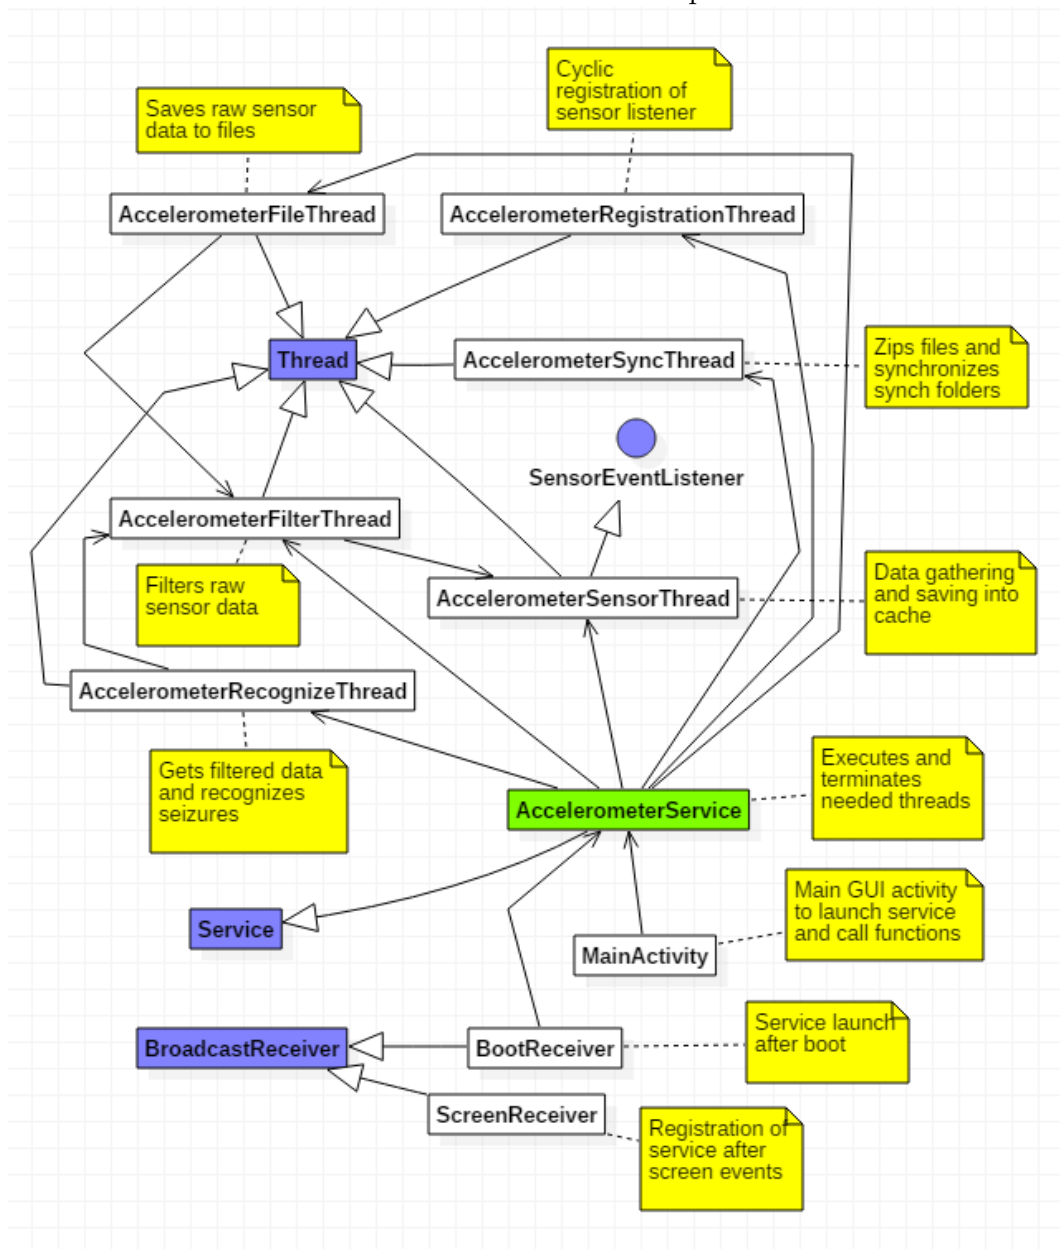 Cyclic
registration of
sensor listener
Saves raw sensor
data to files
AccelerometerFileThread
AccelerometerRegistrationThread
Thread
AccelerometerSyncThread
Zips files and
synchronizes
synch folders
SensorEventListener
AccelerometerFilterThread
Filters raw
sensor data
AccelerometerSensorThread
Data gathering
and saving into
cache
AccelerometerRecognizeThread
Gets filtered data
and recognizes
seizures
AccelerometerService
Executes and
terminates
needed threads
Service
MainActivity
Main GUI activity
to launch service
and call functions
BroadcastReceiver
BootReceiver
Service launch
after boot
ScreenReceiver
Registration of
service after
screen events